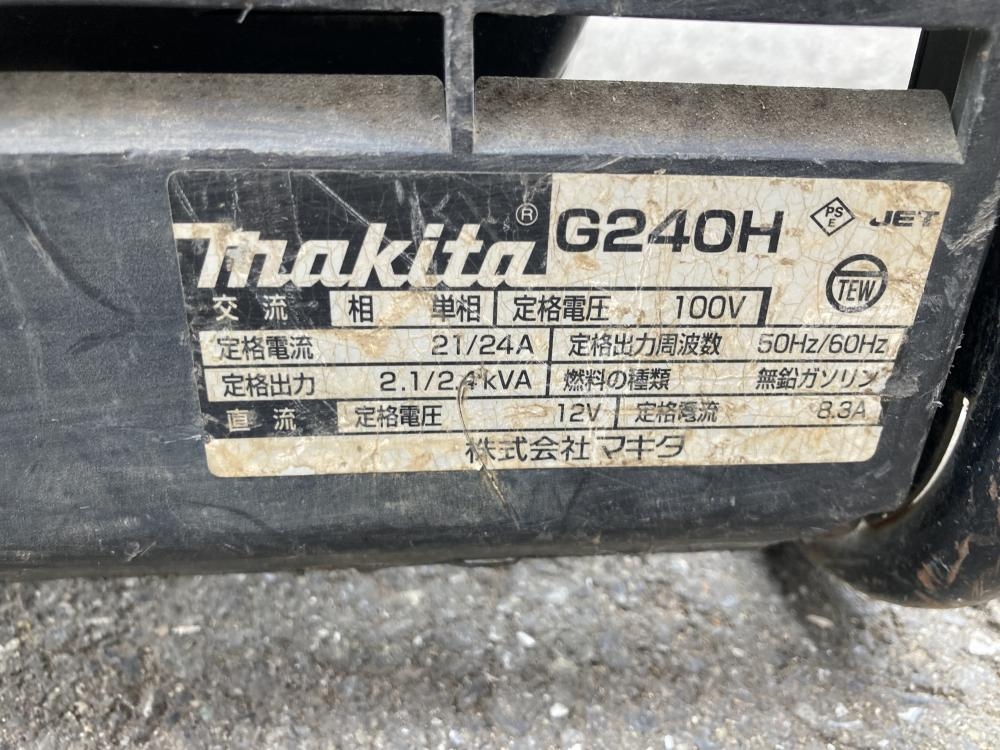 makita® G240H PSE JET
TEW
交流 相 単相 定格電圧 100V
定格電流 21/24A 定格出力周波数 50Hz/60Hz
定格出力 2.1/2.4kVA 燃料の種類 無鉛ガソリン
直流 定格電圧 12V 定格電流 8.3A
株式会社マキタ